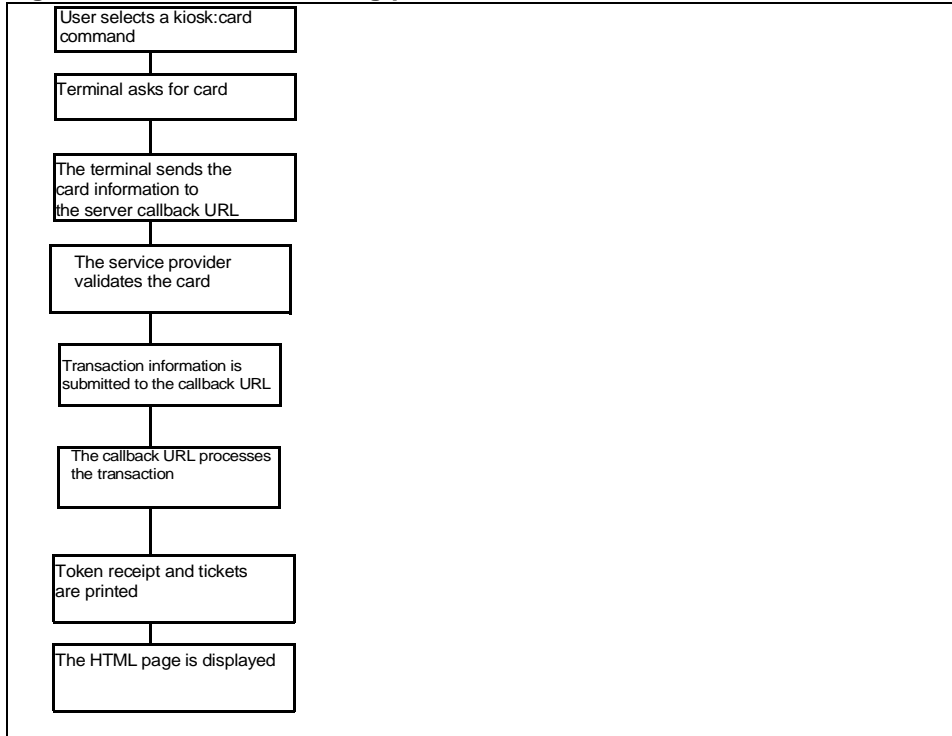 User selects a kiosk:card
command
Terminal asks for card
The terminal sends the
card information to
the server callback URL
The service provider
validates the card
Transaction information is
submitted to the callback URL
The callback URL processes
the transaction
Token receipt and tickets
are printed
The HTML page is displayed